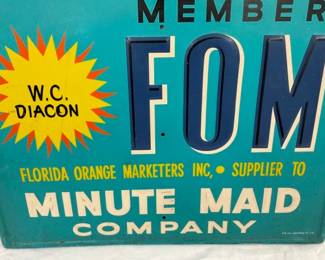 MEMBER
W.C.
DIACON
FOM
FLORIDA ORANGE MARKETERS INC, • SUPPLIER TO
MINUTE MAID
COMPANY